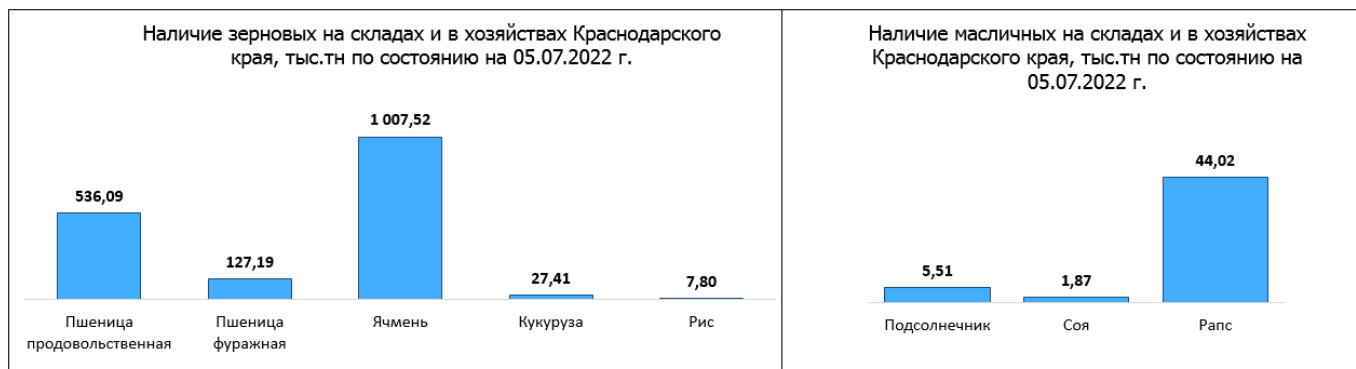 Наличие зерновых на складах и в хозяйствах Краснодарского
края, тыс.тн по состоянию на 05.07.2022 г.
1 007,52
536,09
127,19
27,41
7,80
Пшеница
продовольственная
Пшеница
фуражная
Ячмень
Кукуруза
Рис
Наличие масличных на складах и в хозяйствах
Краснодарского края, тыс.тн по состоянию на
05.07.2022 г.
44,02
5,51
1,87
Подсолнечник
Соя
Рапс